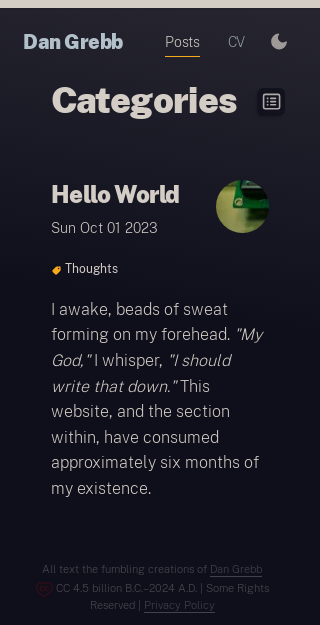 Dan Grebb Posts CV
Categories
Hello World
Sun Oct 01 2023
Thoughts
I awake, beads of sweat
forming on my forehead. "My
God," I whisper, "I should
write that down." This
website, and the section
within, have consumed
approximately six months of
my existence.
All text the fumbling creations of Dan Grebb
CC 4.5 billion B.C.–2024 A.D. | Some Rights
Reserved | Privacy Policy